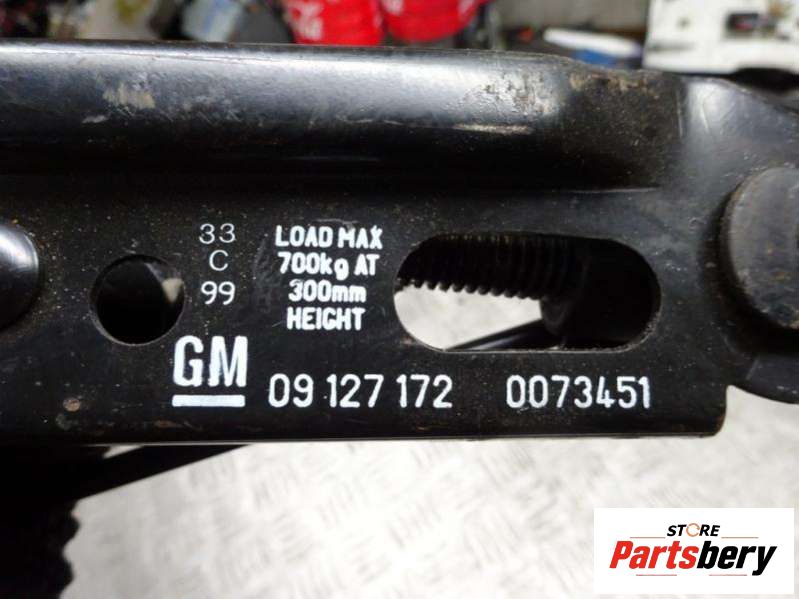 33
C
99
LOAD MAX
700kg AT
300mm
HEIGHT
GM
09 127 172 0073451
STORE
Partsbery